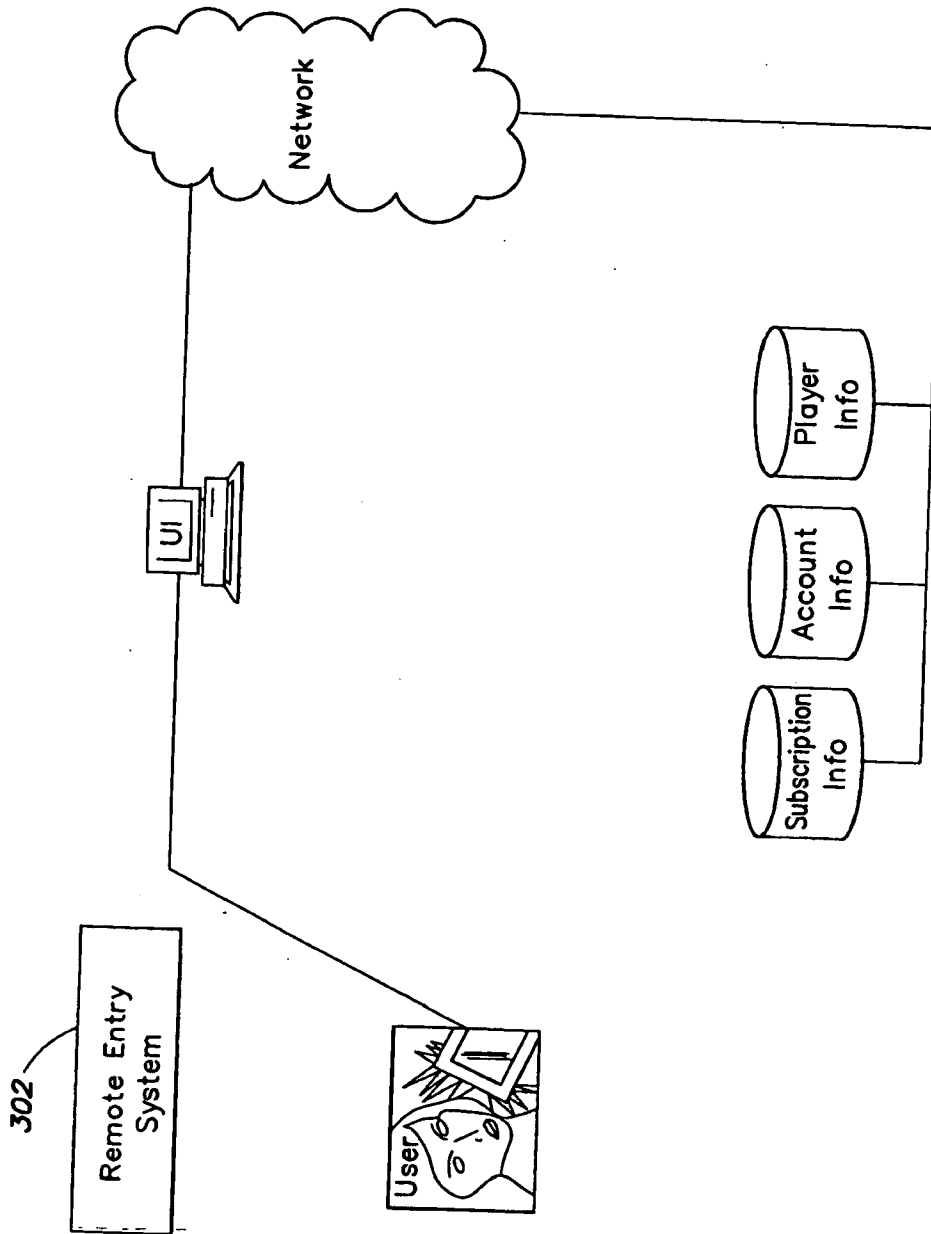 302
Remote Entry
System
User
UI
Network
Subscription
Info
Account
Info
Player
Info